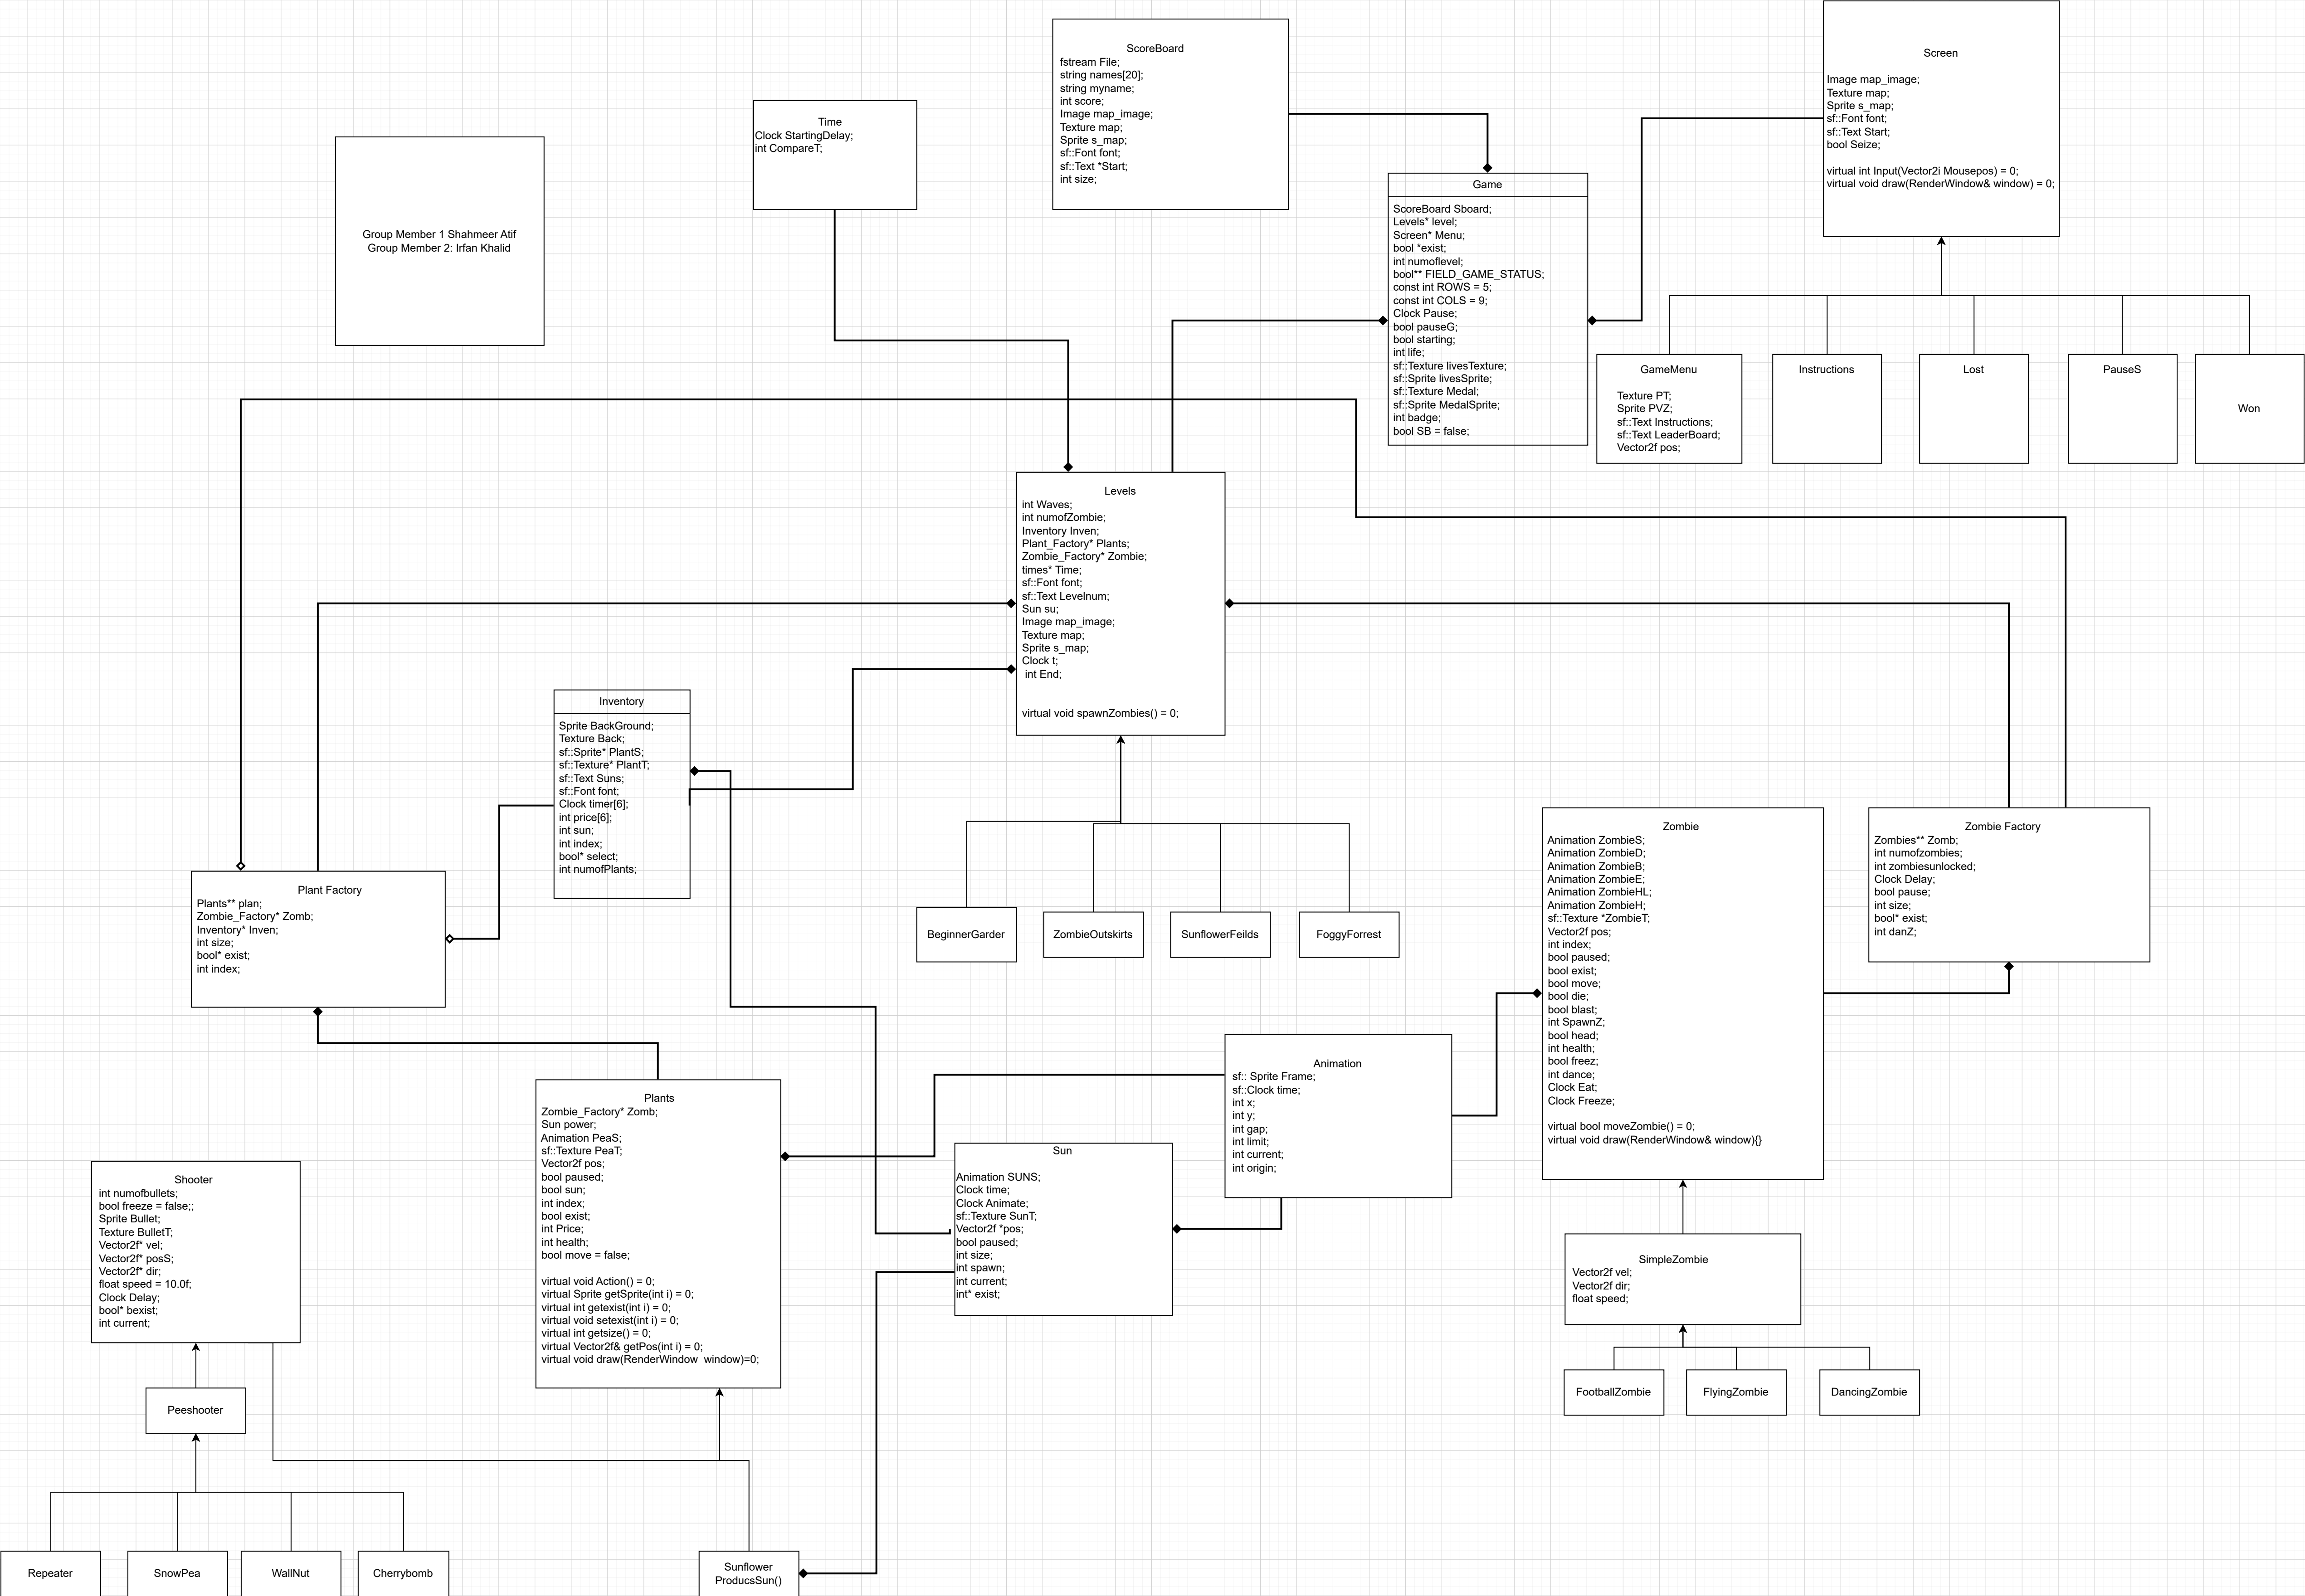 Group Member 1 Shahmeer Atif
Group Member 2: Irfan Khalid
Time
Clock StartingDelay;
int CompareT;
ScoreBoard
fstream File;
string names[20];
string myname;
int score;
Image map_image;
Texture map;
Sprite s_map;
sf::Font font;
sf::Text *Start;
int size;
Game
ScoreBoard Sboard;
Levels* level;
Screen* Menu;
bool *exist;
int numoflevel;
bool** FIELD_GAME_STATUS;
const int ROWS = 5;
const int COLS = 9;
Clock Pause;
bool pauseG;
bool starting;
int life;
sf::Texture livesTexture;
sf::Sprite livesSprite;
sf::Texture Medal;
sf::Sprite MedalSprite;
int badge;
bool SB = false;
Screen
Image map_image;
Texture map;
Sprite s_map;
sf::Font font;
sf::Text Start;
bool Seize;
virtual int Input(Vector2i Mousepos) = 0;
virtual void draw(RenderWindow& window) = 0;
GameMenu
Texture PT;
Sprite PVZ;
sf::Text Instructions;
sf::Text LeaderBoard;
Vector2f pos;
Instructions
Lost
PauseS
Won
Levels
int Waves;
int numofZombie;
Inventory Inven;
Plant_Factory* Plants;
Zombie_Factory* Zombie;
times* Time;
sf::Font font;
sf::Text Levelnum;
Sun su;
Image map_image;
Texture map;
Sprite s_map;
Clock t;
int End;
virtual void spawnZombies() = 0;
Inventory
Sprite BackGround;
Texture Back;
sf::Sprite* PlantS;
sf::Texture* PlantT;
sf::Text Suns;
sf::Font font;
Clock timer[6];
int price[6];
int sun;
int index;
bool* select;
int numofPlants;
Plant Factory
Plants** plan;
Zombie_Factory* Zomb;
Inventory* Inven;
int size;
bool* exist;
int index;
BeginnerGarder
ZombieOutskirts
SunflowerFeilds
FoggyForrest
Zombie
Animation ZombieS;
Animation ZombieD;
Animation ZombieB;
Animation ZombieE;
Animation ZombieHL;
Animation ZombieH;
sf::Texture *ZombieT;
Vector2f pos;
int index;
bool paused;
bool exist;
bool move;
bool die;
bool blast;
int SpawnZ;
bool head;
int health;
bool freez;
int dance;
Clock Eat;
Clock Freeze;
virtual bool moveZombie() = 0;
virtual void draw(RenderWindow& window){}
Zombie Factory
Zombies** Zomb;
int numofzombies;
int zombiesunlocked;
Clock Delay;
bool pause;
int size;
bool* exist;
int danZ;
Animation
sf:: Sprite Frame;
sf::Clock time;
int x;
int y;
int gap;
int limit;
int current;
int origin;
Plants
Zombie_Factory* Zomb;
Sun power;
Animation PeaS;
sf::Texture PeaT;
Vector2f pos;
bool paused;
bool sun;
int index;
bool exist;
int Price;
int health;
bool move = false;
virtual void Action() = 0;
virtual Sprite getSprite(int i) = 0;
virtual int getexist(int i) = 0;
virtual void setexist(int i) = 0;
virtual int getsize() = 0;
virtual Vector2f& getPos(int i) = 0;
virtual void draw(RenderWindow  window)=0;
Sun
Animation SUNS;
Clock time;
Clock Animate;
sf::Texture SunT;
Vector2f *pos;
bool paused;
int size;
int spawn;
int current;
int* exist;
Shooter
int numofbullets;
bool freeze = false;;
Sprite Bullet;
Texture BulletT;
Vector2f* vel;
Vector2f* posS;
Vector2f* dir;
float speed = 10.0f;
Clock Delay;
bool* bexist;
int current;
SimpleZombie
Vector2f vel;
Vector2f dir;
float speed;
FootballZombie
FlyingZombie
DancingZombie
Peeshooter
Repeater
SnowPea
WallNut
Cherrybomb
Sunflower
ProducsSun()